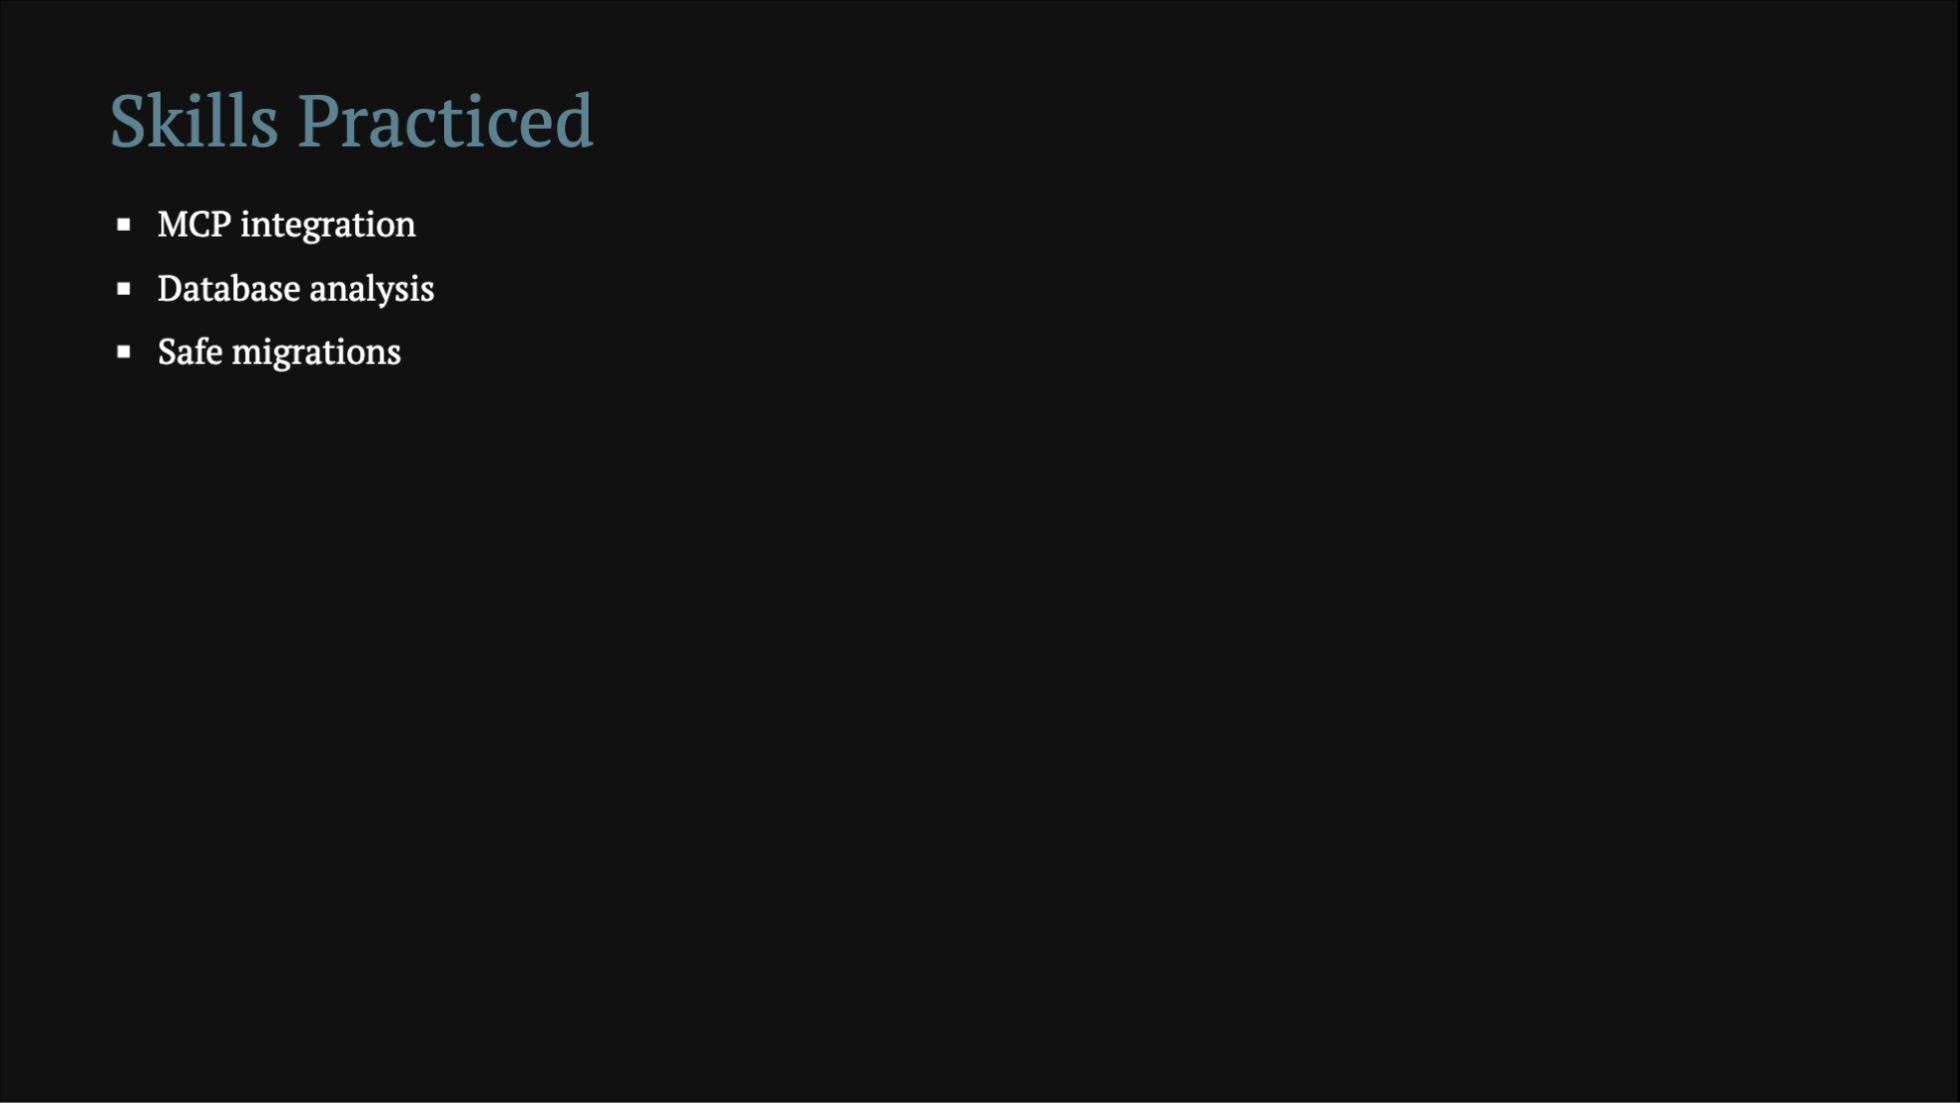 Skills Practiced
▪ MCP integration
▪ Database analysis
▪ Safe migrations